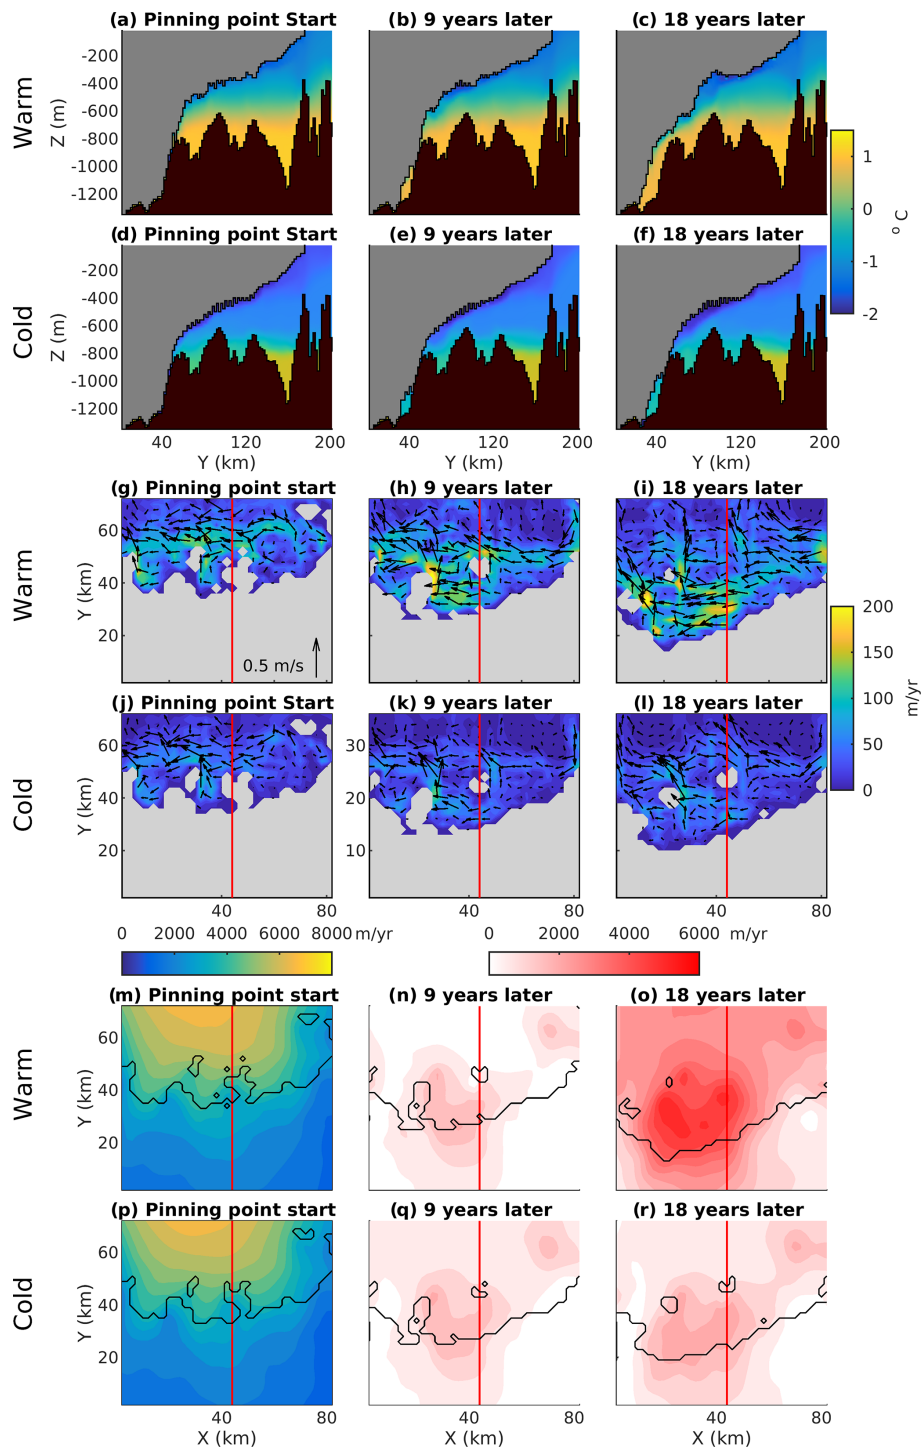 (a) Pinning point Start (b) 9 years later (c) 18 years later
Warm
Z (m)
-200
-400
-600
-800
-1000
-1200
1
0
-1
-2
o C
(d) Pinning point Start (e) 9 years later (f) 18 years later
Cold
Z (m)
-200
-400
-600
-800
-1000
-1200
40 120 200 40 120 200 40 120 200
Y (km) Y (km) Y (km)
(g) Pinning point start (h) 9 years later (i) 18 years later
Warm
Y (km)
60
40
20
0.5 m/s
200
150
100
50
0
m/yr
(j) Pinning point Start (k) 9 years later (l) 18 years later
Cold
Y (km)
60
40
20
30
20
10
40 80 40 80 40 80
0 2000 4000 6000 8000 m/yr 0 2000 4000 6000 m/yr
(m) Pinning point start (n) 9 years later (o) 18 years later
Warm
Y (km)
60
40
20
(p) Pinning point start (q) 9 years later (r) 18 years later
Cold
Y (km)
60
40
20
40 80 40 80 40 80
X (km) X (km) X (km)